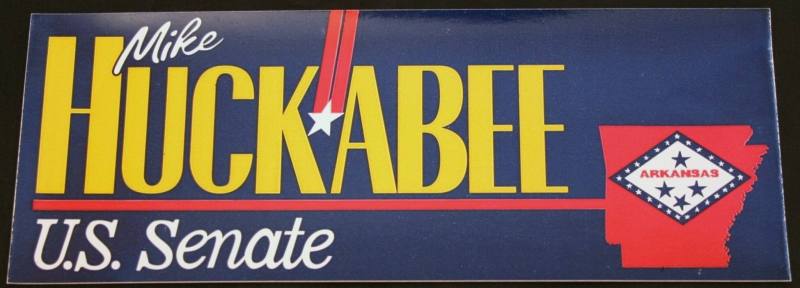 Mike
HUCKABEE
ARKANSAS
U.S. Senate